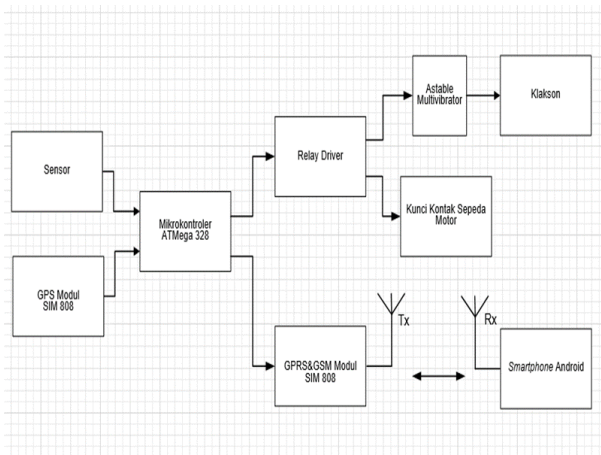 Astable
Multivibrator
Klakson
Relay Driver
Sensor
Kunci Kontak Sepeda
Motor
Mikrokontroler
ATMega 328
GPS Modul
SIM 808
Tx
Rx
GPRS&GSM Modul
SIM 808
Smartphone Android